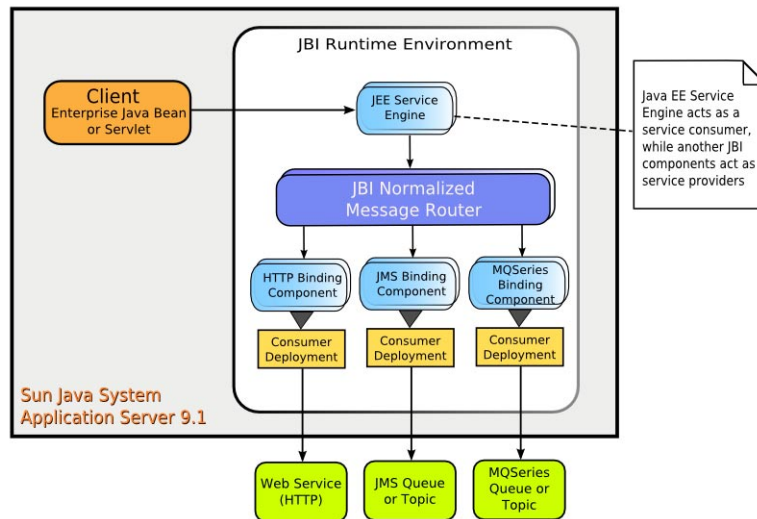 JBI Runtime Environment
Client
Enterprise Java Bean
or Servlet
JEE Service
Engine
Java EE Service
Engine acts as a
service consumer,
while another JBI
components act as
service providers
JBI Normalized
Message Router
HTTP Binding
Component
JMS Binding
Component
MQSeries
Binding
Component
Consumer
Deployment
Consumer
Deployment
Consumer
Deployment
Sun Java System
Application Server 9.1
Web Service
(HTTP)
JMS Queue
or Topic
MQSeries
Queue or
Topic